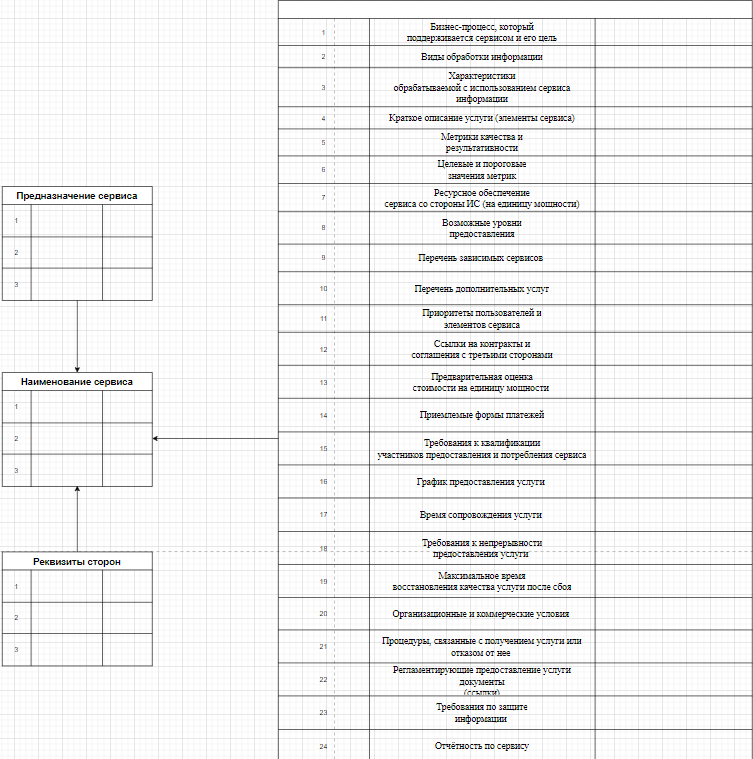 Предназначение сервиса
1
2
3
Наименование сервиса
1
2
3
Реквизиты сторон
1
2
3
1
Бизнес-процесс, который
поддерживается сервисом и его цель
2
Виды обработки информации
3
Характеристики
обрабатываемой с использованием сервиса
информации
4
Краткое описание услуги (элементы сервиса)
5
Метрики качества и
результативности
6
Целевые и пороговые
значения метрик
7
Ресурсное обеспечение
сервиса со стороны ИС (на единицу мощности)
8
Возможные уровни
предоставления
9
Перечень зависимых сервисов
10
Перечень дополнительных услуг
11
Приоритеты пользователей и
элементов сервиса
12
Ссылки на контракты и
соглашения с третьими сторонами
13
Предварительная оценка
стоимости на единицу мощности
14
Приемлемые формы платежей
15
Требования к квалификации
участников предоставления и потребления сервиса
16
График предоставления услуги
17
Время сопровождения услуги
18
Требования к непрерывности
предоставления услуги
19
Максимальное время
восстановления качества услуги после сбоя
20
Организационные и коммерческие условия
21
Процедуры, связанные с получением услуги или
отказом от нее
22
Регламентирующие предоставление услуги
документы
(ссылки)
23
Требования по защите
информации
24
Отчётность по сервису